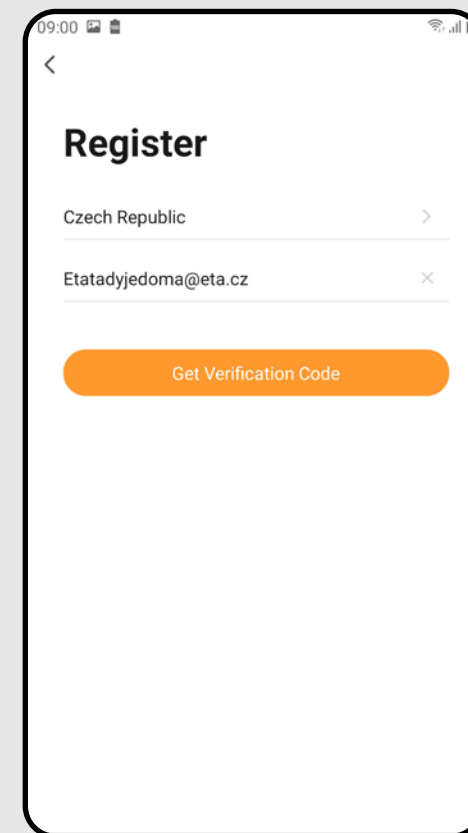 09:00
Register
Czech Republic
Etatadyjedoma@eta.cz
Get Verification Code